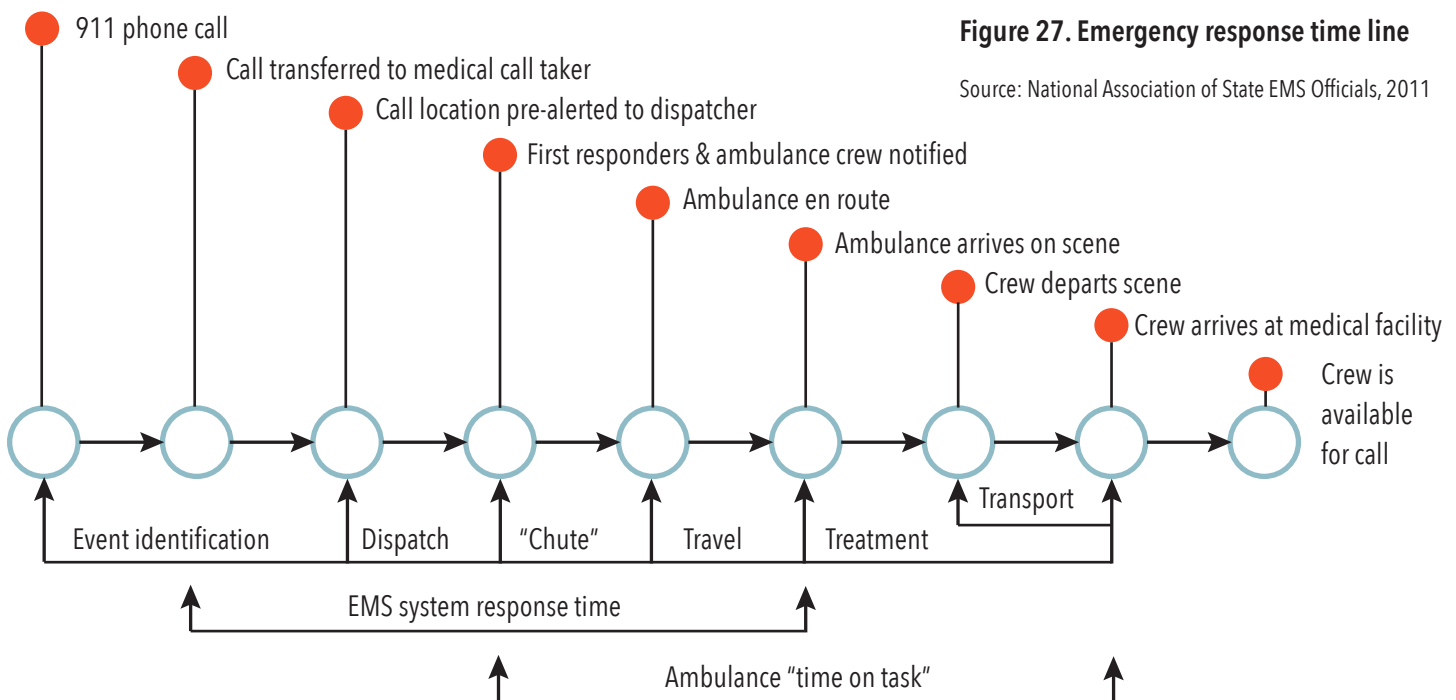 911 phone call
Figure 27. Emergency response time line
Call transferred to medical call taker
Source: National Association of State EMS Officials, 2011
Call location pre-alerted to dispatcher
First responders & ambulance crew notified
Ambulance en route
Ambulance arrives on scene
Crew departs scene
Crew arrives at medical facility
Crew is
available
for call
Transport
Event identification
Dispatch
“Chute”
Travel
Treatment
EMS system response time
Ambulance “time on task”